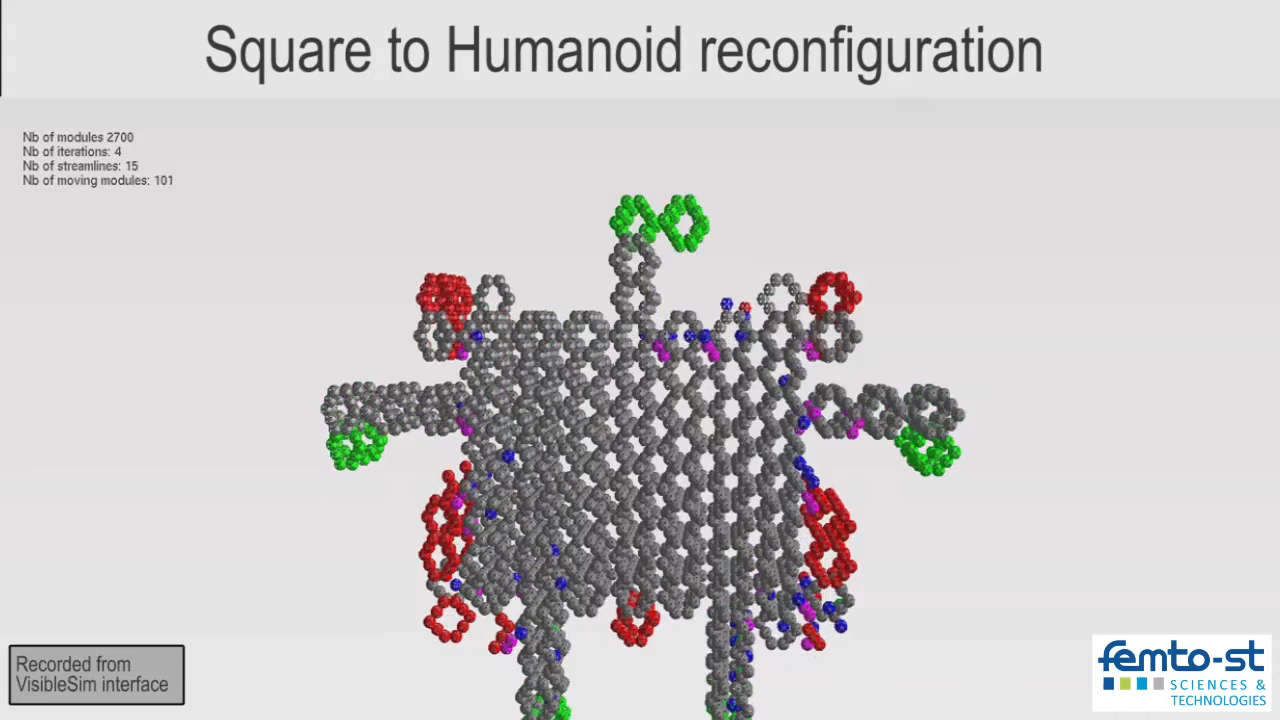 Square to Humanoid reconfiguration
Nb of modules 2700
Nb of iterations: 4
Nb of streamlines: 15
Nb of moving modules: 101
Recorded from
VisibleSim interface
femto-st
SCIENCES &
TECHNOLOGIES